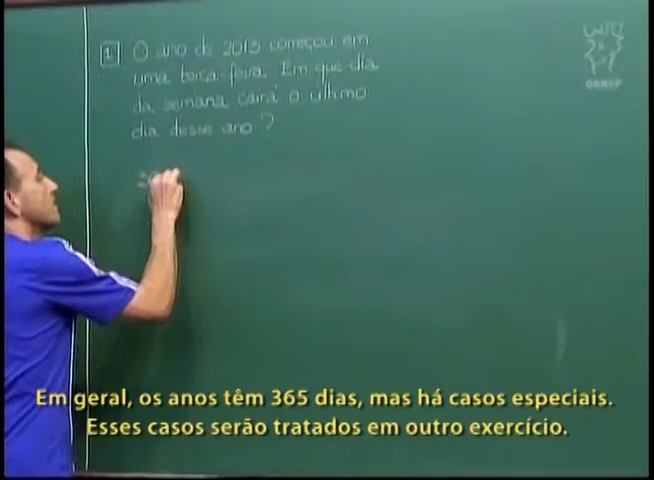 1 O ano de 2013 começou em
uma terça-feira. Em que dia
da semana cairá o último
dia desse ano?
OBMEP
Em geral, os anos têm 365 dias, mas há casos especiais.
Esses casos serão tratados em outro exercício.